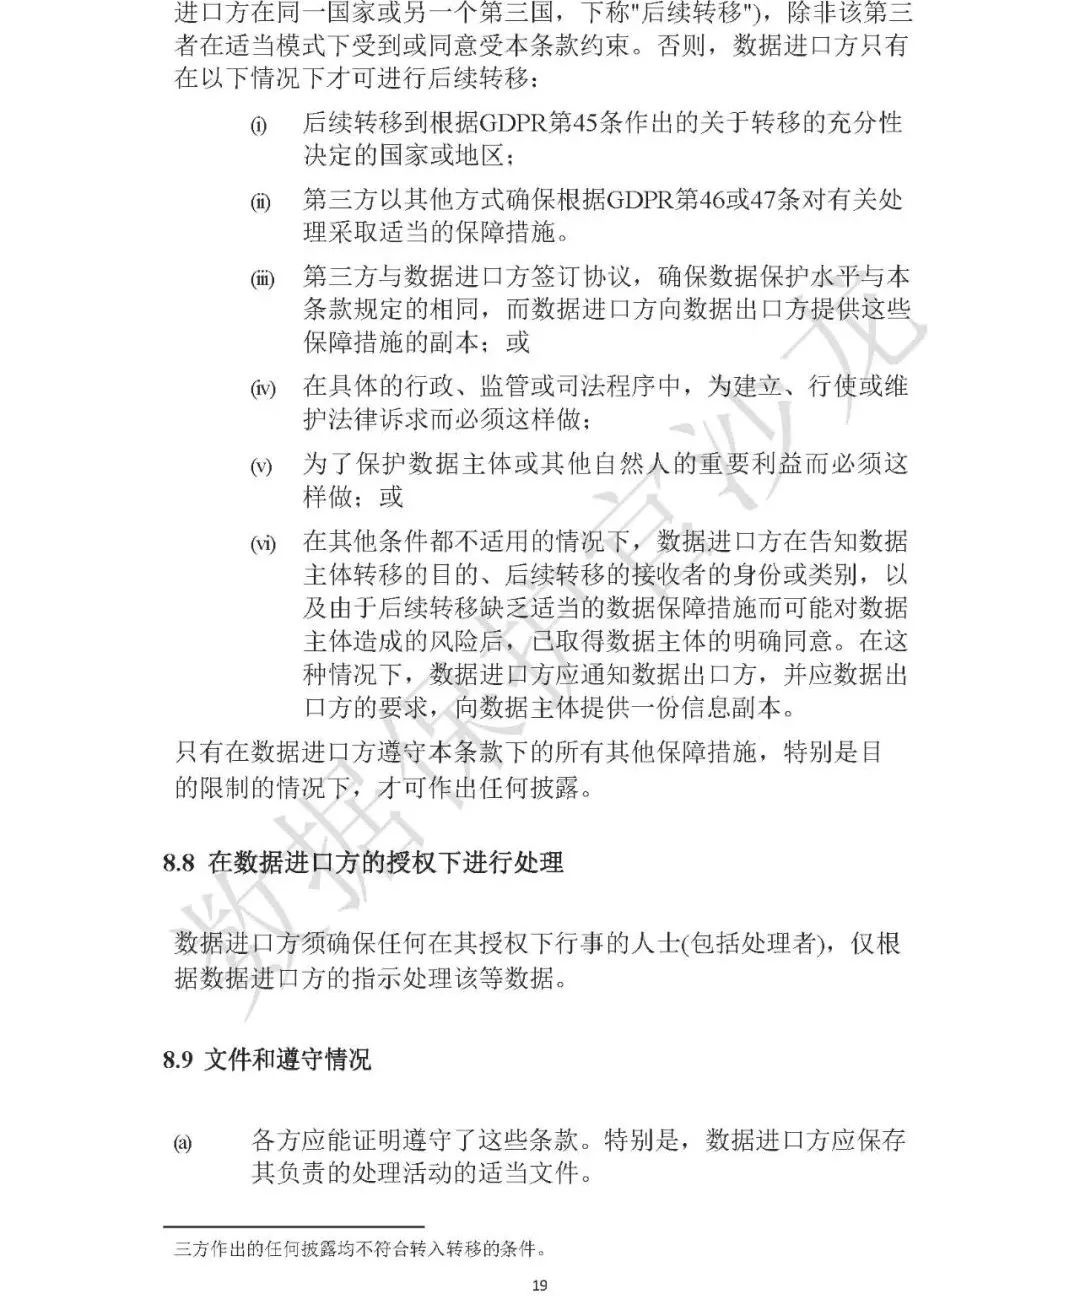 进口方在同一国家或另一个第三国，下称"后续转移")，除非该第三
者在适当模式下受到或同意受本条款约束。否则，数据进口方只有
在以下情况下才可进行后续转移：
(i) 后续转移到根据GDPR第45条作出的关于转移的充分性
决定的国家或地区；
(ii) 第三方以其他方式确保根据GDPR第46或47条对有关处
理采取适当的保障措施。
(iii) 第三方与数据进口方签订协议，确保数据保护水平与本
条款规定的相同，而数据进口方向数据出口方提供这些
保障措施的副本；或
(iv) 在具体的行政、监管或司法程序中，为建立、行使或维
护法律诉求而必须这样做；
(v) 为了保护数据主体或其他自然人的重要利益而必须这
样做；或
(vi) 在其他条件都不适用的情况下，数据进口方在告知数据
主体转移的目的、后续转移的接收者的身份或类别，以
及由于后续转移缺乏适当的数据保障措施而可能对数据
主体造成的风险后，已取得数据主体的明确同意。在这
种情况下，数据进口方应通知数据出口方，并应数据出
口方的要求，向数据主体提供一份信息副本。
只有在数据进口方遵守本条款下的所有其他保障措施，特别是目
的限制的情况下，才可作出任何披露。
8.8 在数据进口方的授权下进行处理
数据进口方须确保任何在其授权下行事的人士(包括处理者)，仅根
据数据进口方的指示处理该等数据。
8.9 文件和遵守情况
(a) 各方应能证明遵守了这些条款。特别是，数据进口方应保存
其负责的处理活动的适当文件。
三方作出的任何披露均不符合转入转移的条件。
19
数据保护官沙龙